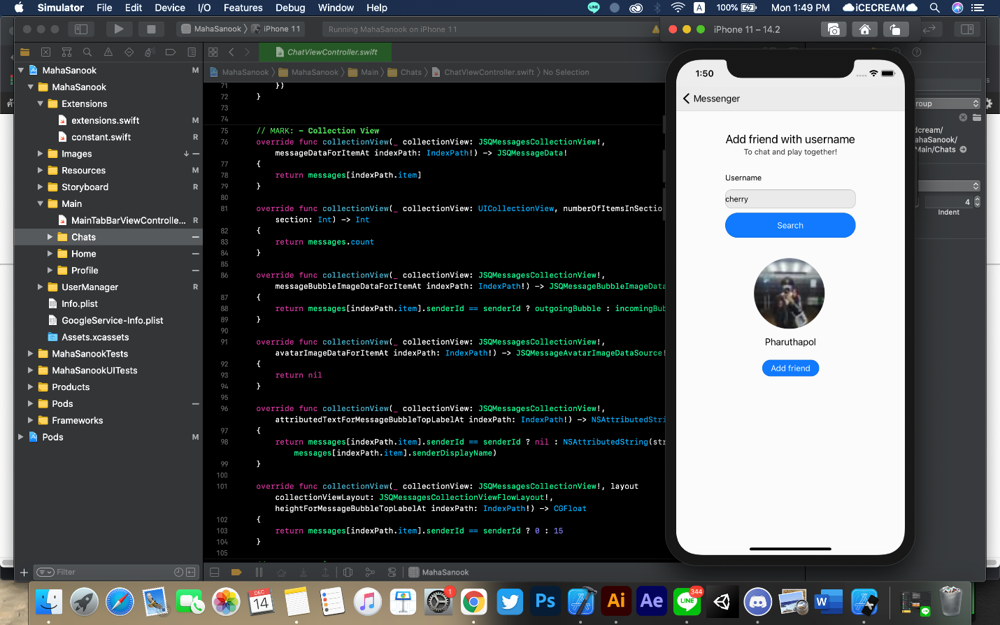 Simulator File Edit Device I/O Features Debug Window Help
LINE A 100% Mon 1:49 PM ☁iCECREAM☁
MahaSanook 〉 iPhone 11
Running MahaSanook on iPhone 11
iPhone 11 – 14.2
ChatViewController.swift
MahaSanook 〉 MahaSanook 〉 Main 〉 Chats 〉 ChatViewController.swift 〉 No Selection
MahaSanook M
MahaSanook
Extensions
extensions.swift M
constant.swift R
Images
Resources M
Storyboard R
Main
MainTabBarViewControlle... R
Chats
Home
Profile
UserManager R
Info.plist
GoogleService-Info.plist
Assets.xcassets
MahaSanookTests
MahaSanookUITests
Products
Pods
Frameworks
Pods M
Filter
71 })
72 }
73
74
75 // MARK: - Collection View
76 override func collectionView(_ collectionView: JSQMessagesCollectionView!,
messageDataForItemAt indexPath: IndexPath!) -> JSQMessageData!
77 {
78 return messages[indexPath.item]
79 }
80
81 override func collectionView(_ collectionView: UICollectionView, numberOfItemsInSectio
section: Int) -> Int
82 {
83 return messages.count
84 }
85
86 override func collectionView(_ collectionView: JSQMessagesCollectionView!,
messageBubbleImageDataForItemAt indexPath: IndexPath!) -> JSQMessageBubbleImageData
87 {
88 return messages[indexPath.item].senderId == senderId ? outgoingBubble : incomingBub
89 }
90
91 override func collectionView(_ collectionView: JSQMessagesCollectionView!,
avatarImageDataForItemAt indexPath: IndexPath!) -> JSQMessageAvatarImageDataSource!
92 {
93 return nil
94 }
95
96 override func collectionView(_ collectionView: JSQMessagesCollectionView!,
attributedTextForMessageBubbleTopLabelAt indexPath: IndexPath!) -> NSAttributedStri
97 {
98 return messages[indexPath.item].senderId == senderId ? nil : NSAttributedString(str
messages[indexPath.item].senderDisplayName)
99 }
100
101 override func collectionView(_ collectionView: JSQMessagesCollectionView!, layout
collectionViewLayout: JSQMessagesCollectionViewFlowLayout!,
heightForMessageBubbleTopLabelAt indexPath: IndexPath!) -> CGFloat
102 {
103 return messages[indexPath.item].senderId == senderId ? 0 : 15
104 }
105
MahaSanook
1:50
Messenger
Add friend with username
To chat and play together!
Username
cherry
Search
Pharuthapol
Add friend
roup
dcream/
ahaSanook/
Main/Chats
4
Indent
DEC
14
1
Ps
Ai
Ae
LINE
344
W